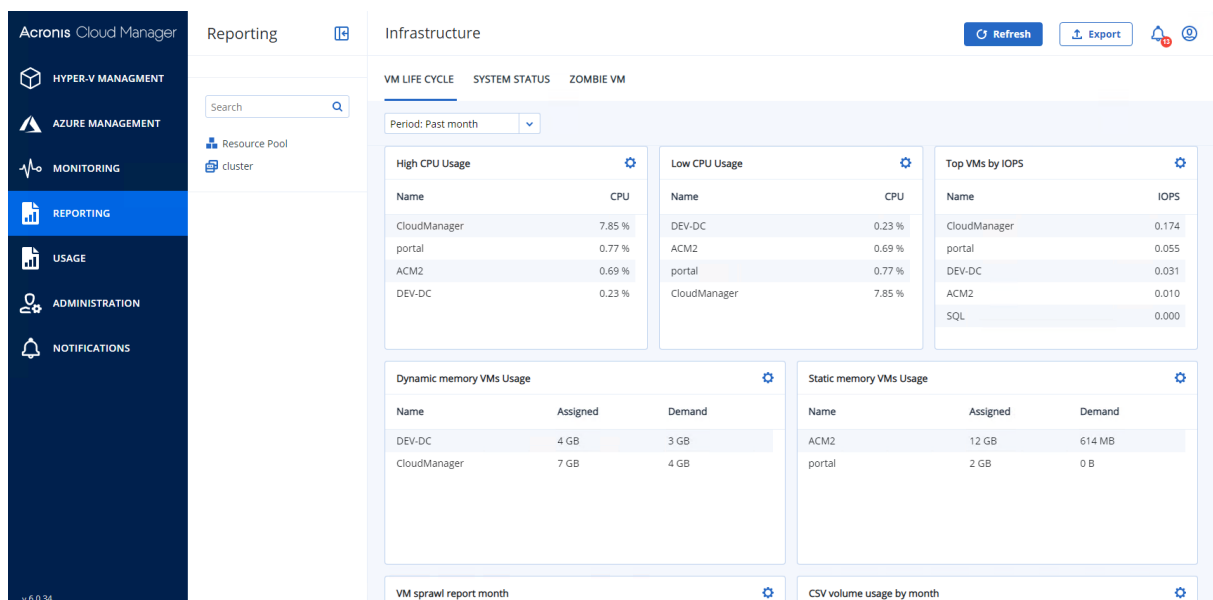 Acronis Cloud Manager
HYPER-V MANAGMENT
AZURE MANAGEMENT
MONITORING
REPORTING
USAGE
ADMINISTRATION
NOTIFICATIONS
v 6.0.34
Reporting
Search
Resource Pool
cluster
Infrastructure
Refresh
Export
13
VM LIFE CYCLE SYSTEM STATUS ZOMBIE VM
Period: Past month
High CPU Usage
Name CPU
CloudManager 7.85 %
portal 0.77 %
ACM2 0.69 %
DEV-DC 0.23 %
Low CPU Usage
Name CPU
DEV-DC 0.23 %
ACM2 0.69 %
portal 0.77 %
CloudManager 7.85 %
Top VMs by IOPS
Name IOPS
CloudManager 0.174
portal 0.055
DEV-DC 0.031
ACM2 0.010
SQL 0.000
Dynamic memory VMs Usage
Name Assigned Demand
DEV-DC 4 GB 3 GB
CloudManager 7 GB 4 GB
Static memory VMs Usage
Name Assigned Demand
ACM2 12 GB 614 MB
portal 2 GB 0 B
VM sprawl report month
CSV volume usage by month